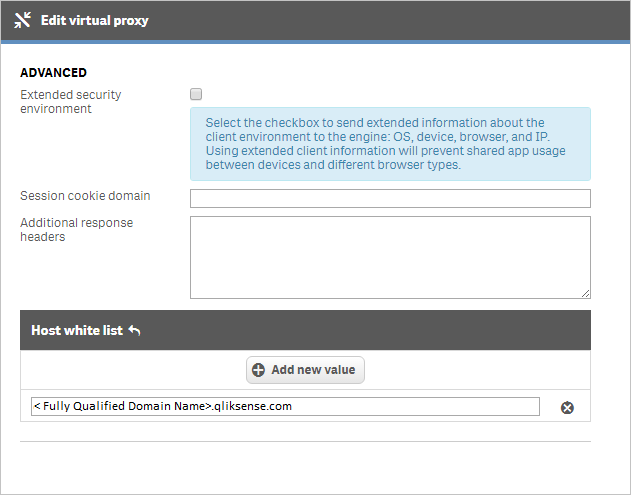 Edit virtual proxy
ADVANCED
Extended security
environment
Select the checkbox to send extended information about the
client environment to the engine: OS, device, browser, and IP.
Using extended client information will prevent shared app usage
between devices and different browser types.
Session cookie domain
Additional response
headers
Host white list
Add new value
< Fully Qualified Domain Name>.qliksense.com